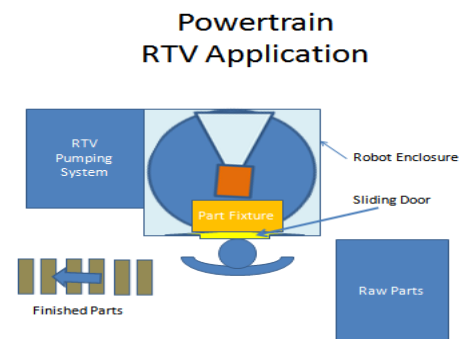 Powertrain
RTV Application
RTV
Pumping
System
Robot Enclosure
Sliding Door
Part Fixture
Finished Parts
Raw Parts